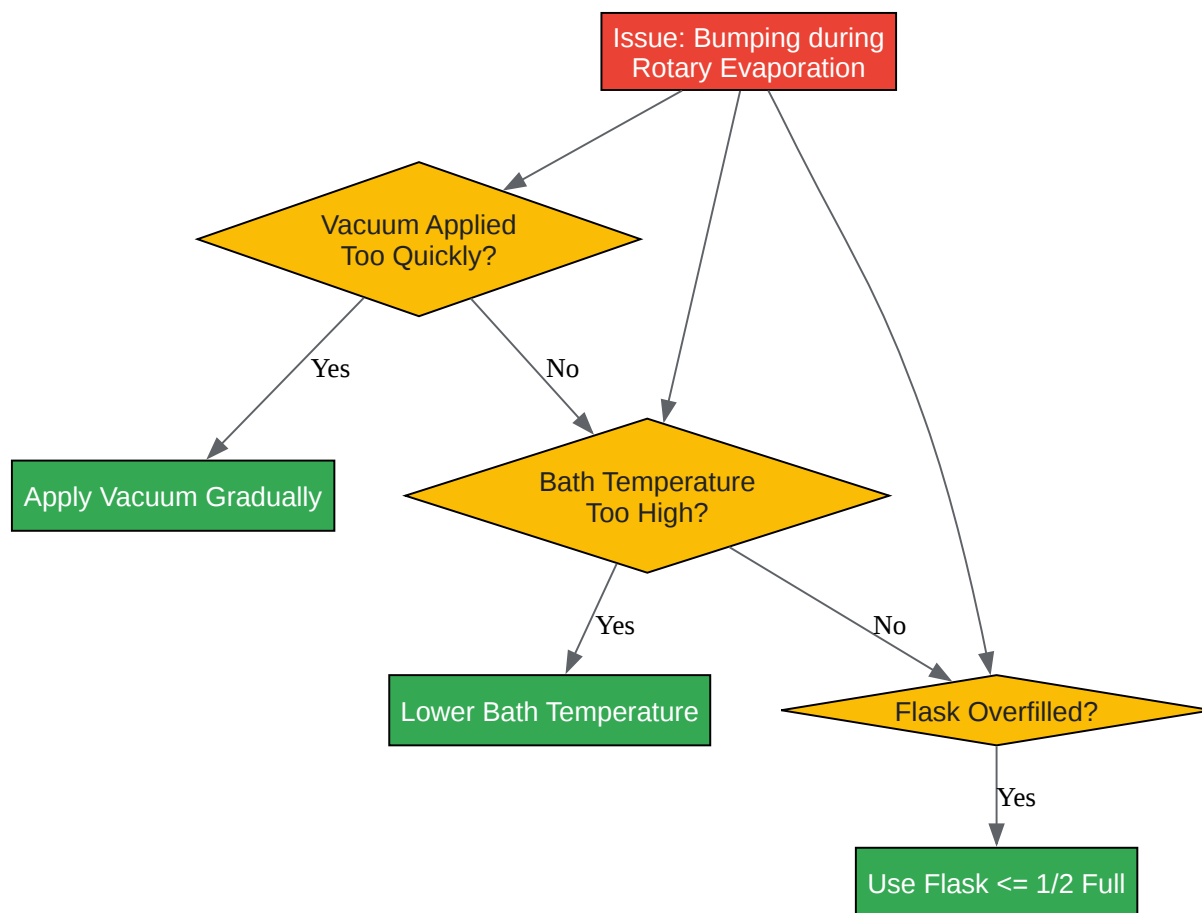 Issue: Bumping during
Rotary Evaporation
Vacuum Applied
Too Quickly?
Yes
No
Apply Vacuum Gradually
Bath Temperature
Too High?
Yes
No
Lower Bath Temperature
Flask Overfilled?
Yes
Use Flask <= 1/2 Full